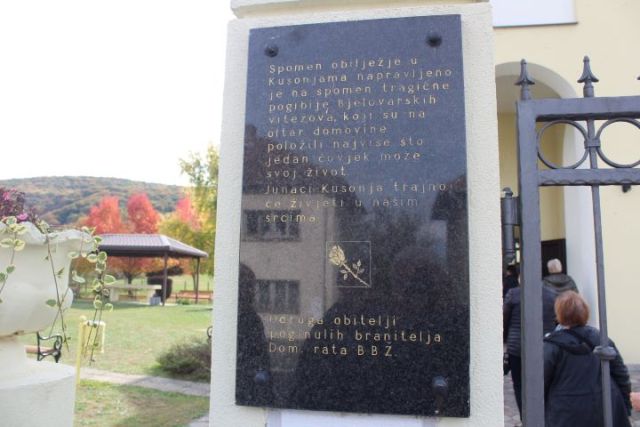 Spomen obilježje u
Kusonjama napravljeno
je na spomen tragične
pogibije Bjelovarskih
vitezova, koji su na
oltar domovine
položili najviše što
jedan čovjek može -
svoj život.
Junaci Kusonja trajno
će živjeti u našim
srcima
Udruga obitelji
poginulih branitelja
Dom. rata BBŽ.